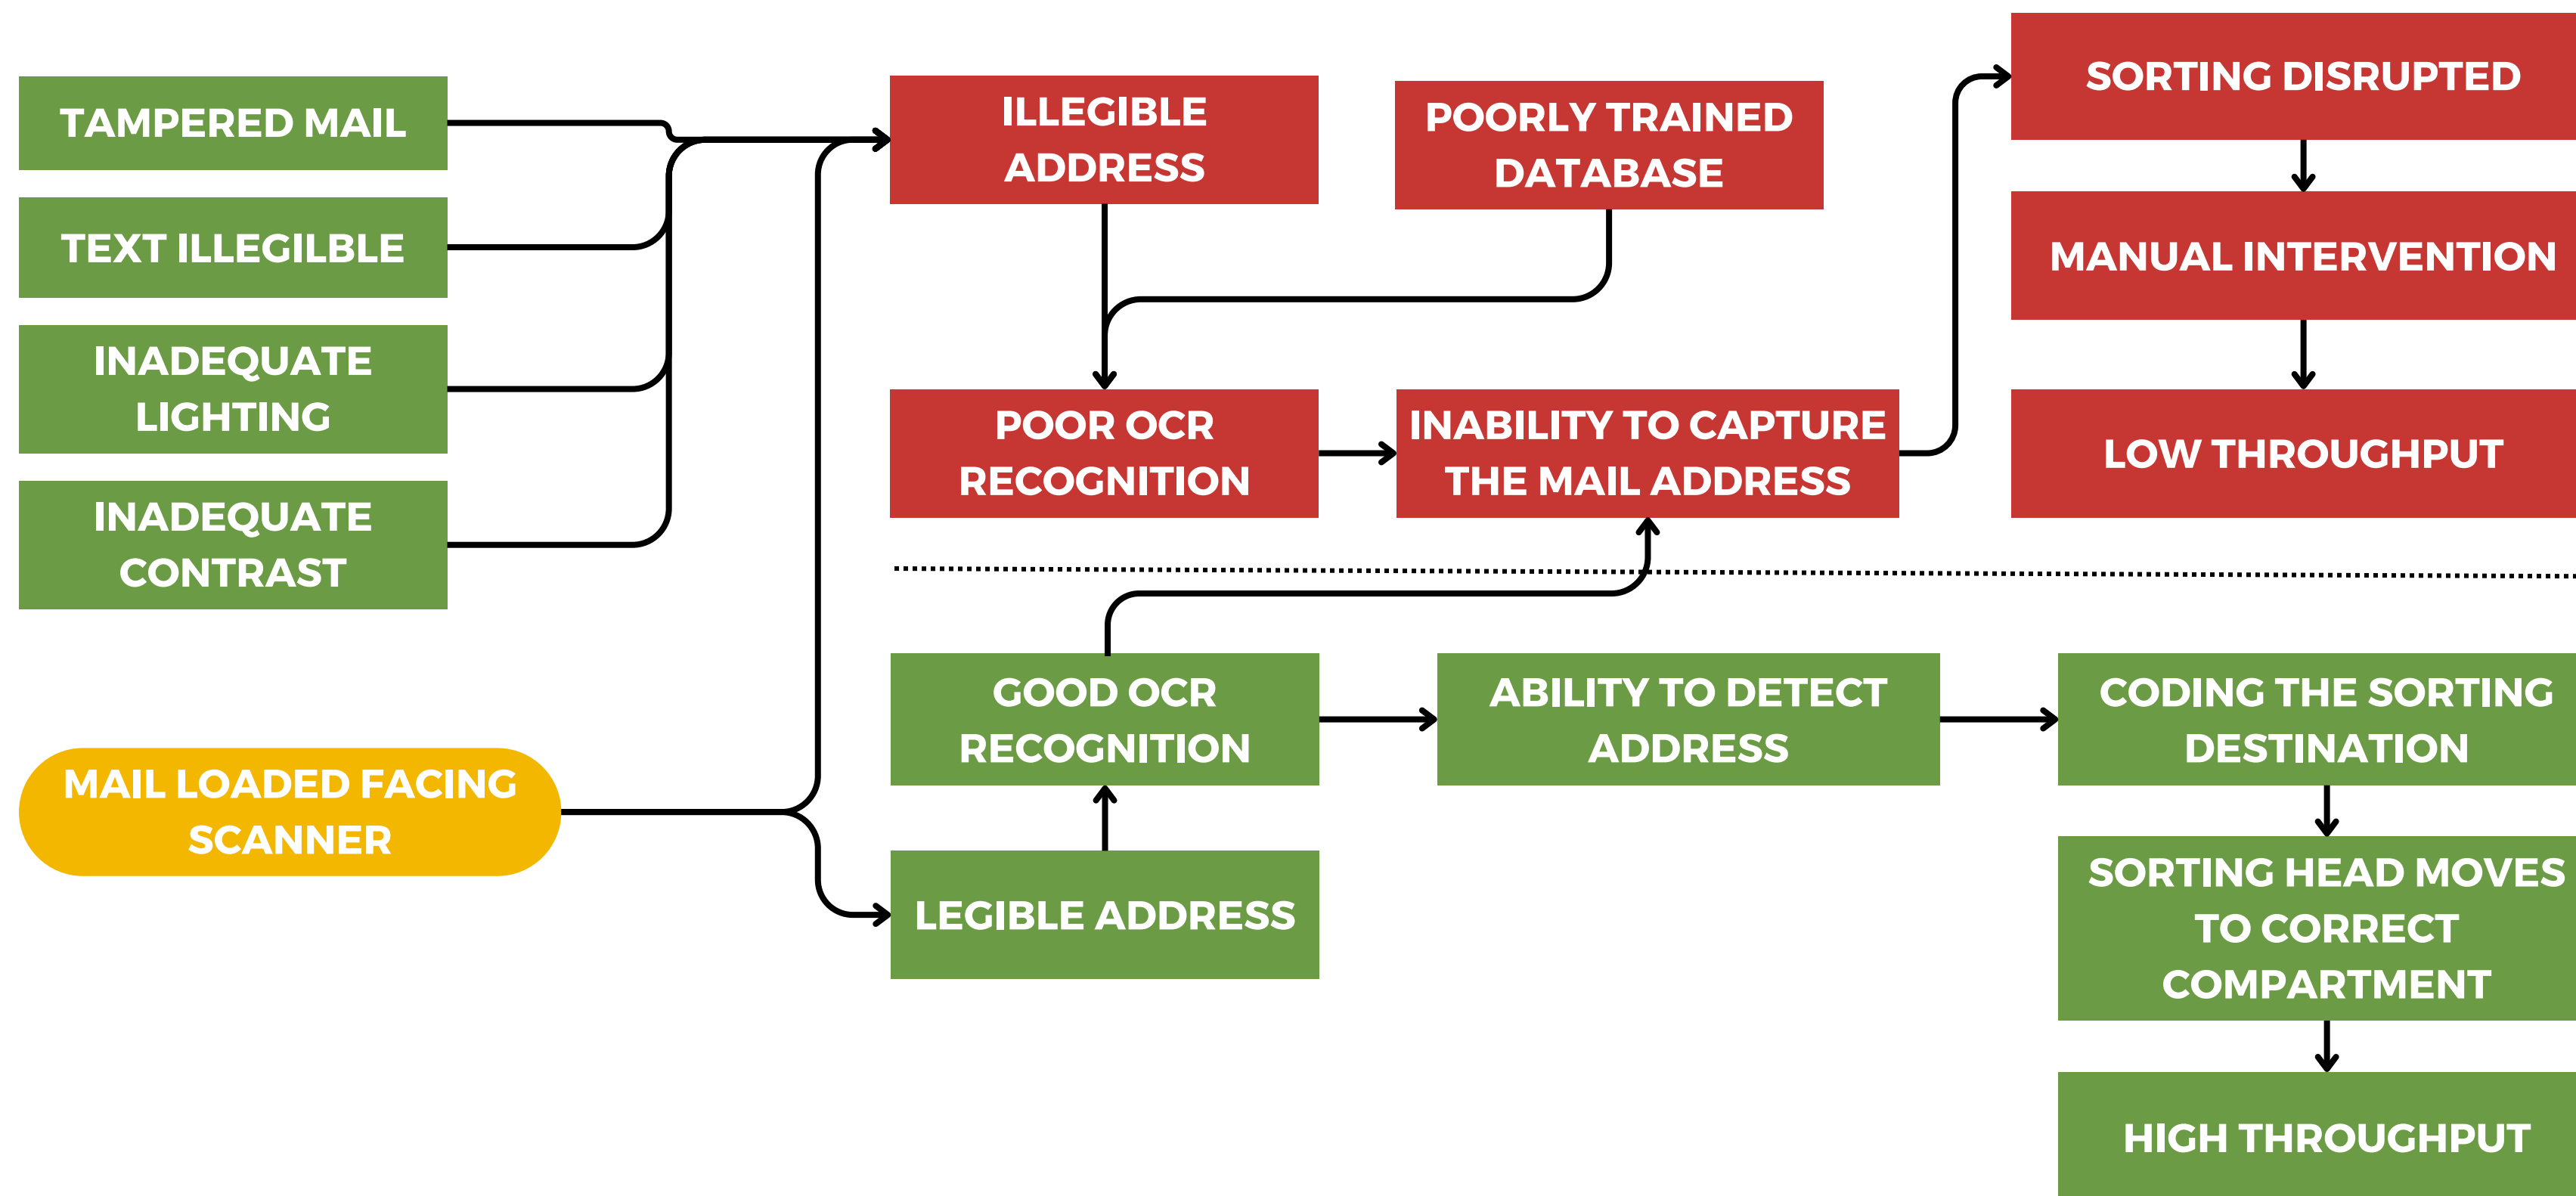 TAMPERED MAIL
TEXT ILLEGILBLE
INADEQUATE
LIGHTING
INADEQUATE
CONTRAST
MAIL LOADED FACING
SCANNER
ILLEGIBLE
ADDRESS
POORLY TRAINED
DATABASE
POOR OCR
RECOGNITION
INABILITY TO CAPTURE
THE MAIL ADDRESS
SORTING DISRUPTED
MANUAL INTERVENTION
LOW THROUGHPUT
GOOD OCR
RECOGNITION
LEGIBLE ADDRESS
ABILITY TO DETECT
ADDRESS
CODING THE SORTING
DESTINATION
SORTING HEAD MOVES
TO CORRECT
COMPARTMENT
HIGH THROUGHPUT